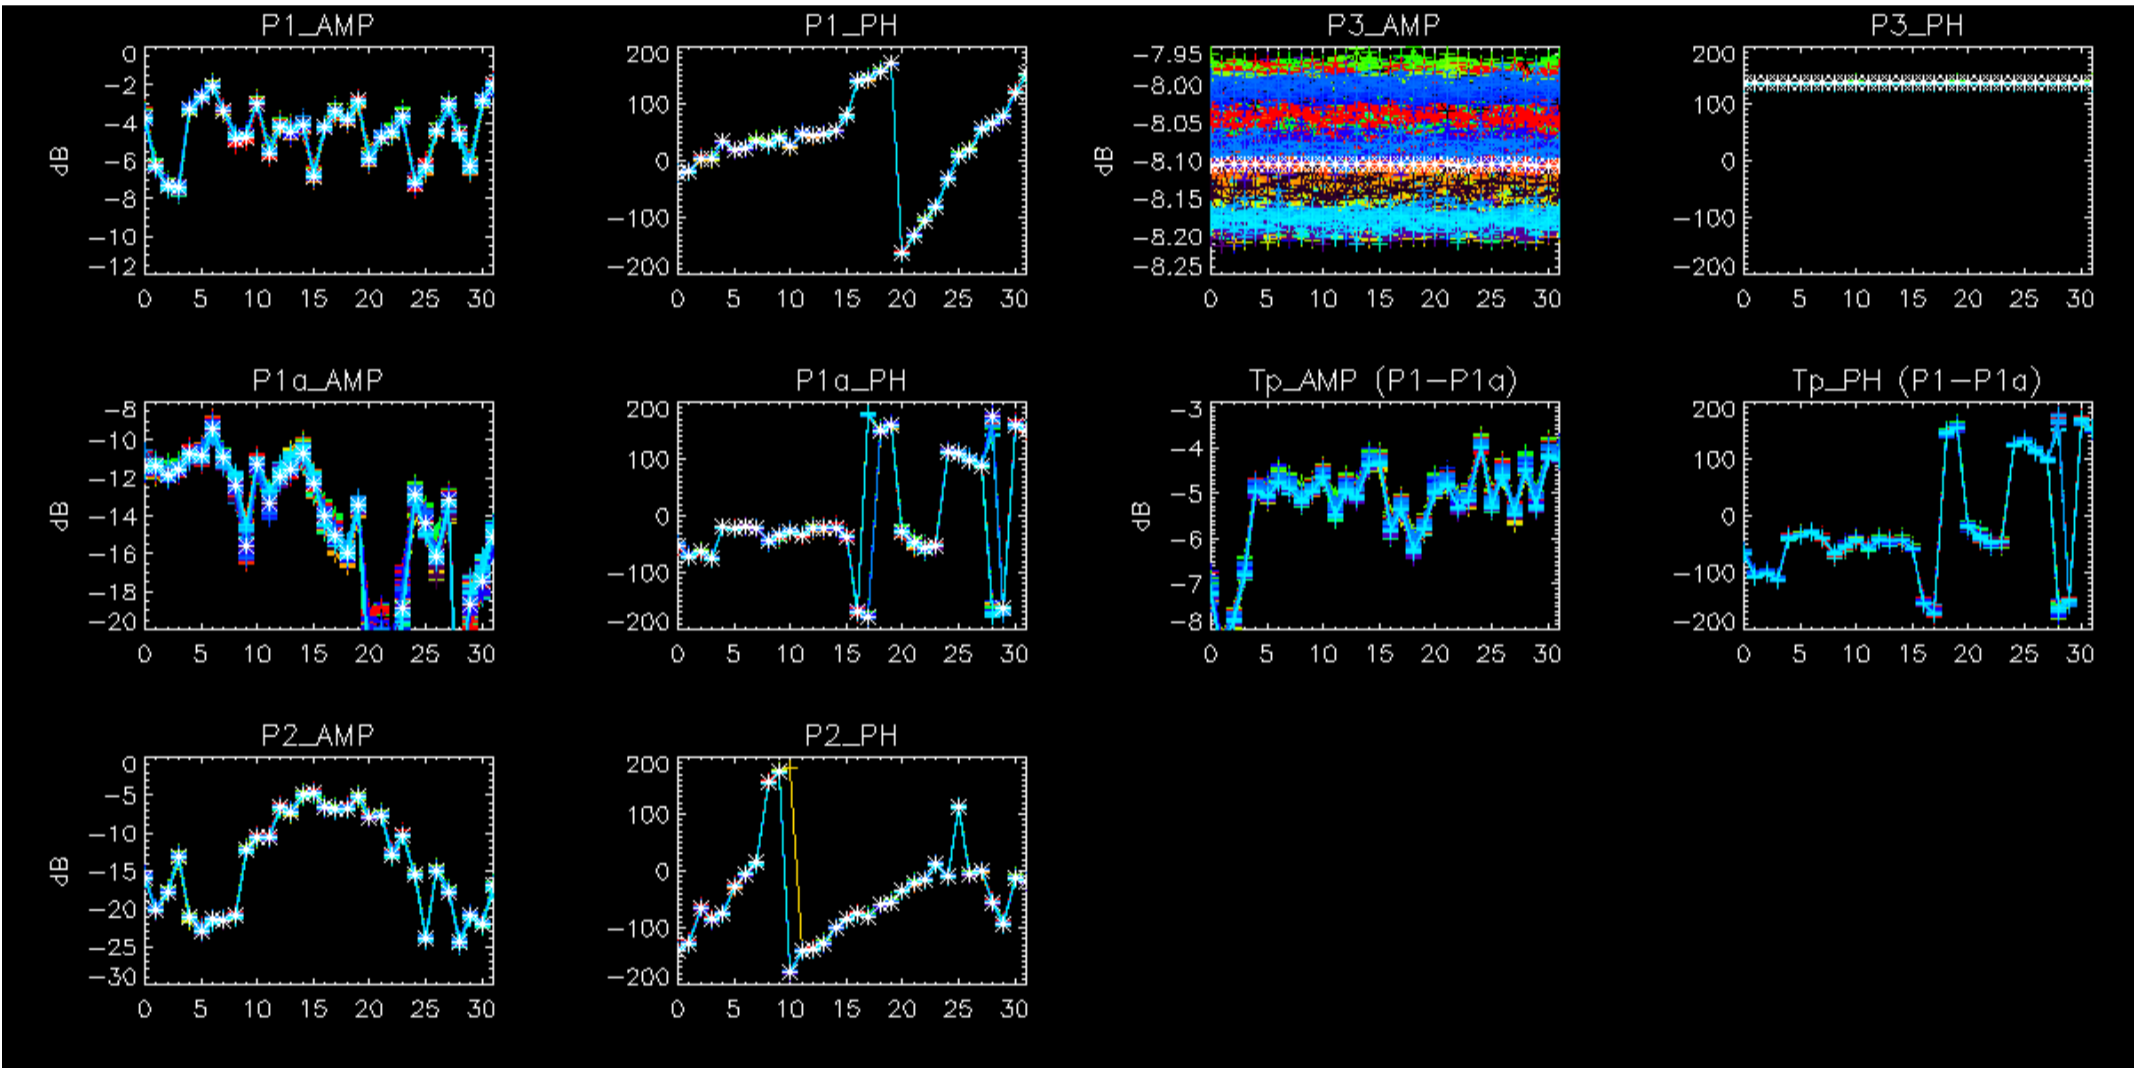 P1_AMP P1_PH P3_AMP P3_PH
dB 0 −2 −4 −6 −8 −10 −12
200 100 0 −100 −200
dB −7.95 −8.00 −8.05 −8.10 −8.15 −8.20 −8.25
200 100 0 −100 −200
0 5 10 15 20 25 30
0 5 10 15 20 25 30
0 5 10 15 20 25 30
0 5 10 15 20 25 30
P1a_AMP P1a_PH Tp_AMP (P1−P1a) Tp_PH (P1−P1a)
dB −8 −10 −12 −14 −16 −18 −20
200 100 0 −100 −200
dB −3 −4 −5 −6 −7 −8
200 100 0 −100 −200
0 5 10 15 20 25 30
0 5 10 15 20 25 30
0 5 10 15 20 25 30
0 5 10 15 20 25 30
P2_AMP P2_PH
dB 0 −5 −10 −15 −20 −25 −30
200 100 0 −100 −200
0 5 10 15 20 25 30
0 5 10 15 20 25 30